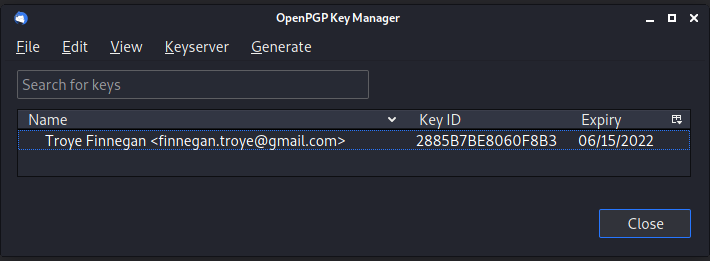 OpenPGP Key Manager
File Edit View Keyserver Generate
Search for keys
Name Key ID Expiry
Troye Finnegan <finnegan.troye@gmail.com> 2885B7BE8060F8B3 06/15/2022
Close